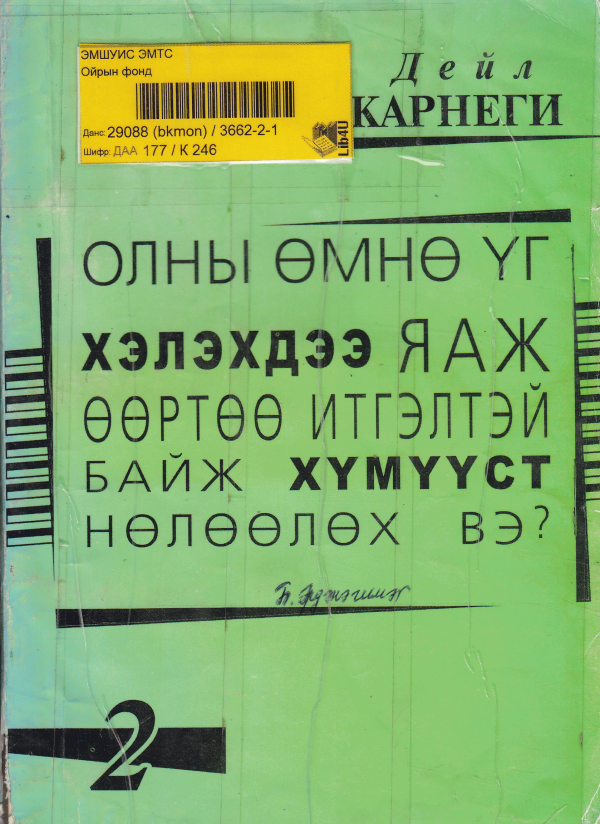 ЭМШУИС ЭМТС
Ойрын фонд
Данс: 29088 (bkmon) / 3662-2-1
Шифр: ДАА 177 / К 246
Lib4U
Дейл
КАРНЕГИ
ОЛНЫ ӨМНӨ ҮГ
ХЭЛЭХДЭЭ ЯАЖ
ӨӨРТӨӨ ИТГЭЛТЭЙ
БАЙЖ ХҮМҮҮСТ
НӨЛӨӨЛӨХ ВЭ?
2